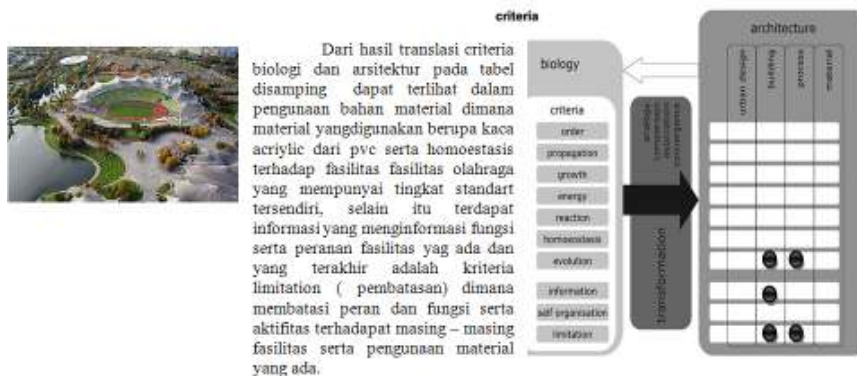 criteria
Dari hasil translasi criteria
biologi dan arsitektur pada tabel
disamping dapat terlihat dalam
pengunaan bahan material dimana
material yangdigunakan berupa kaca
acriylic dari pvc serta homoestasis
terhadap fasilitas fasilitas olahraga
yang mempunyai tingkat standart
tersendiri, selain itu terdapat
informasi yang menginformasi fungsi
serta peranan fasilitas yag ada dan
yang terakhir adalah kriteria
limitation ( pembatasan) dimana
membatasi peran dan fungsi serta
aktifitas terhadapat masing – masing
fasilitas serta pengunaan material
yang ada.
biology
criteria
order
propagation
growth
energy
reaction
homoeostasis
evolution
information
self organisation
limitation
transformation
architecture
urban design
building
process
material